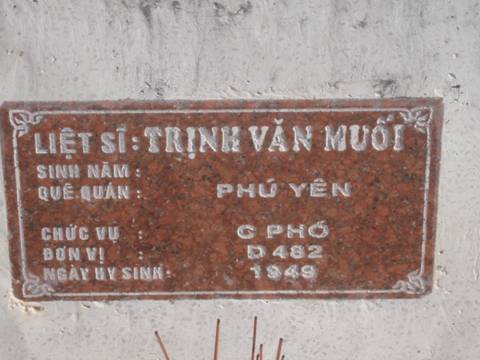 LIỆT SĨ : TRỊNH VĂN MUỐI
SINH NĂM :
QUÊ QUÁN : PHÚ YÊN
CHỨC VỤ : C PHÓ
ĐƠN VỊ : D 482
NGÀY HY SINH : 1949